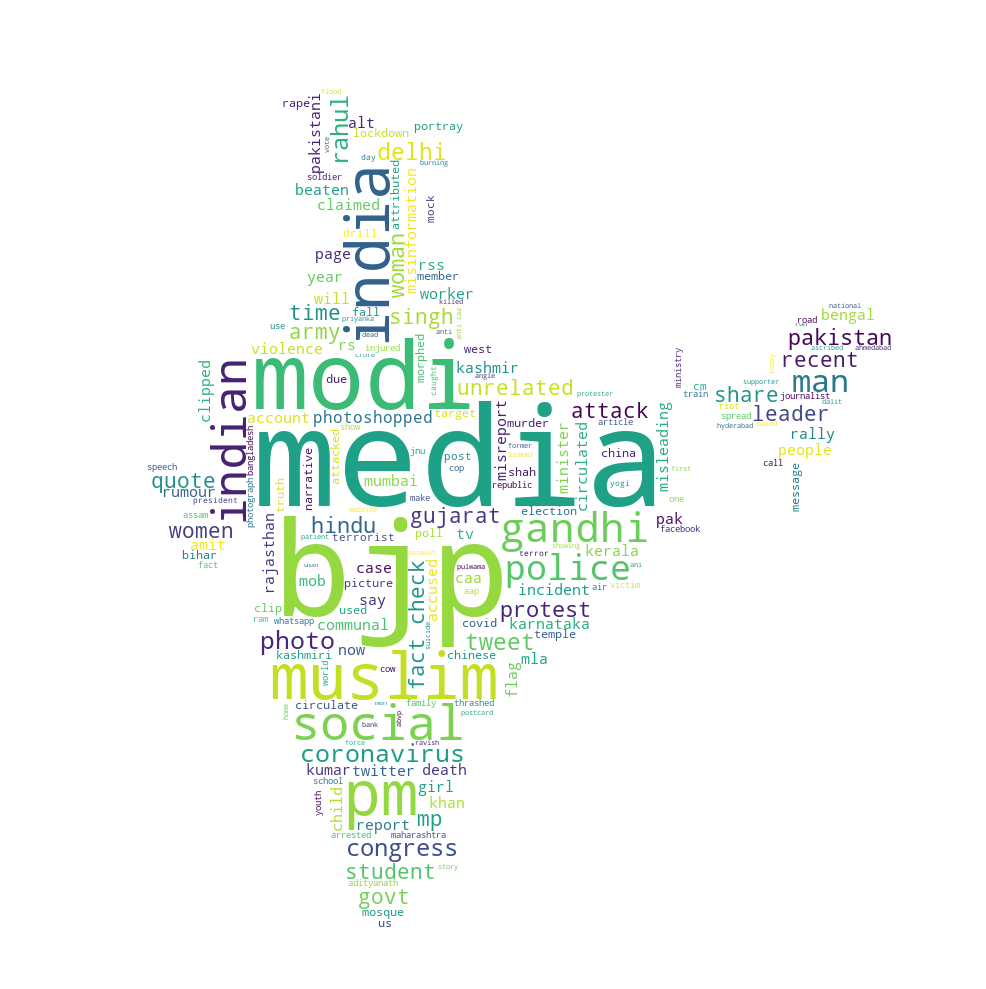 flood
rape
pakistani
rahul
alt
portray
lockdown
vote
delhi
day
burning
soldier
beaten
india
attributed
misinformation
claimed
mock
drill
woman
page
rss
year
member
will
worker
killed
time
fall
singh
priyanka
anti caa
use
army
dead
anti
rs
violence
injured
morphed
west
crore
modi
kashmir
caught
angle
clipped
indian
due
unrelated
protester
account
photoshopped
target
attack
misreport
murder
article
media
show
former
linked
minister
circulated
misleading
bangladesh
jnu
post
cop
shah
china
speech
narrative
attacked
republic
yogi
first
quote
rumour
photograph
truth
mumbai
president
make
one
assam
website
women
hindu
gujarat
election
gandhi
pak
facebook
amit
patient
terrorist
poll
tv
bihar
rajasthan
bjp
assault
terror
showing
kerala
fact
user
case
pulwama
police
ani
mob
picture
fact check
accused
caa
aap
incident
air
victim
say
clip
used
protest
ram
whatsapp
communal
covid
karnataka
photo
suicide
tweet
temple
kashmiri
now
chinese
mla
cow
world
muslim
flag
circulate
men
family
thrashed
home
social
abvp
bank
postcard
force
ravish
coronavirus
kumar
twitter
death
school
pm
girl
youth
child
khan
report
mp
arrested
maharashtra
congress
student
story
adityanath
govt
mosque
us
national
road
bengal
run
pakistan
ministry
ascribed
ahmedabad
recent
today
man
cm
supporter
train
share
journalist
dalit
riot
spread
leader
hyderabad
based
rally
people
call
message